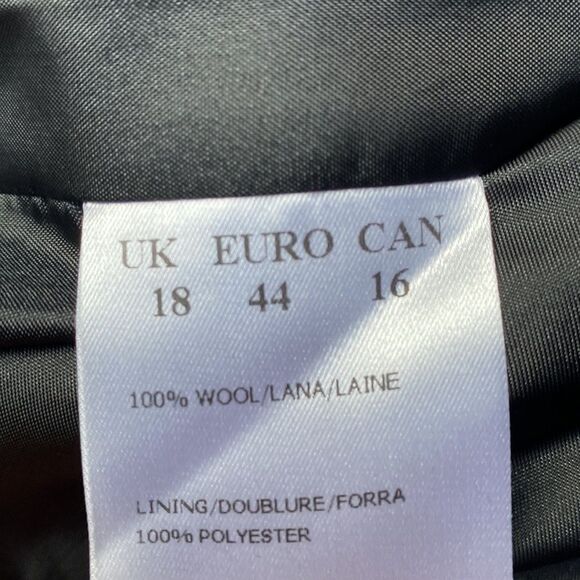 UK EURO CAN
18 44 16
100% WOOL/LANA/LAINE
LINING/DOUBLURE/FORRA
100% POLYESTER